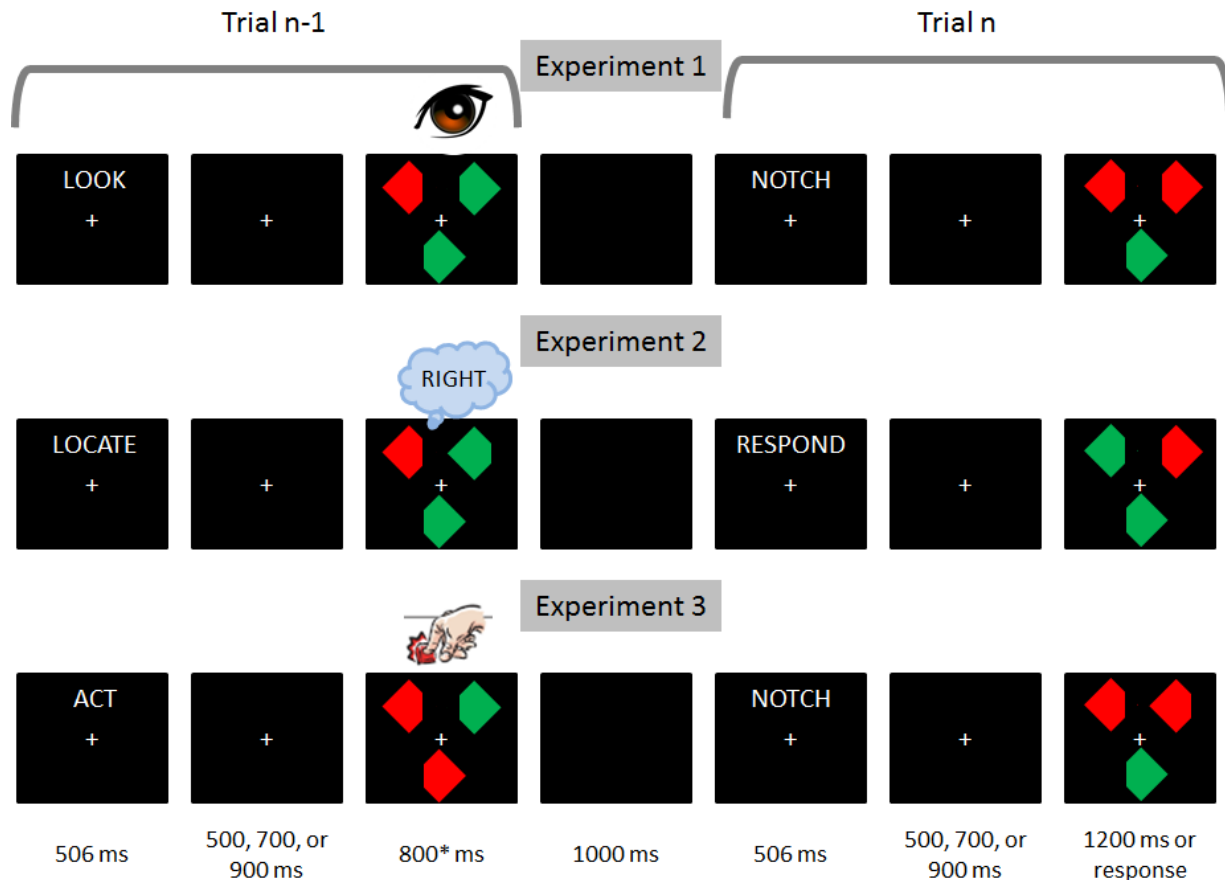 Trial n-1
Trial n
Experiment 1
LOOK
+
+
+
NOTCH
+
+
+
Experiment 2
RIGHT
LOCATE
+
+
+
RESPOND
+
+
+
Experiment 3
ACT
+
+
+
NOTCH
+
+
+
506 ms
500, 700, or
900 ms
800* ms
1000 ms
506 ms
500, 700, or
900 ms
1200 ms or
response